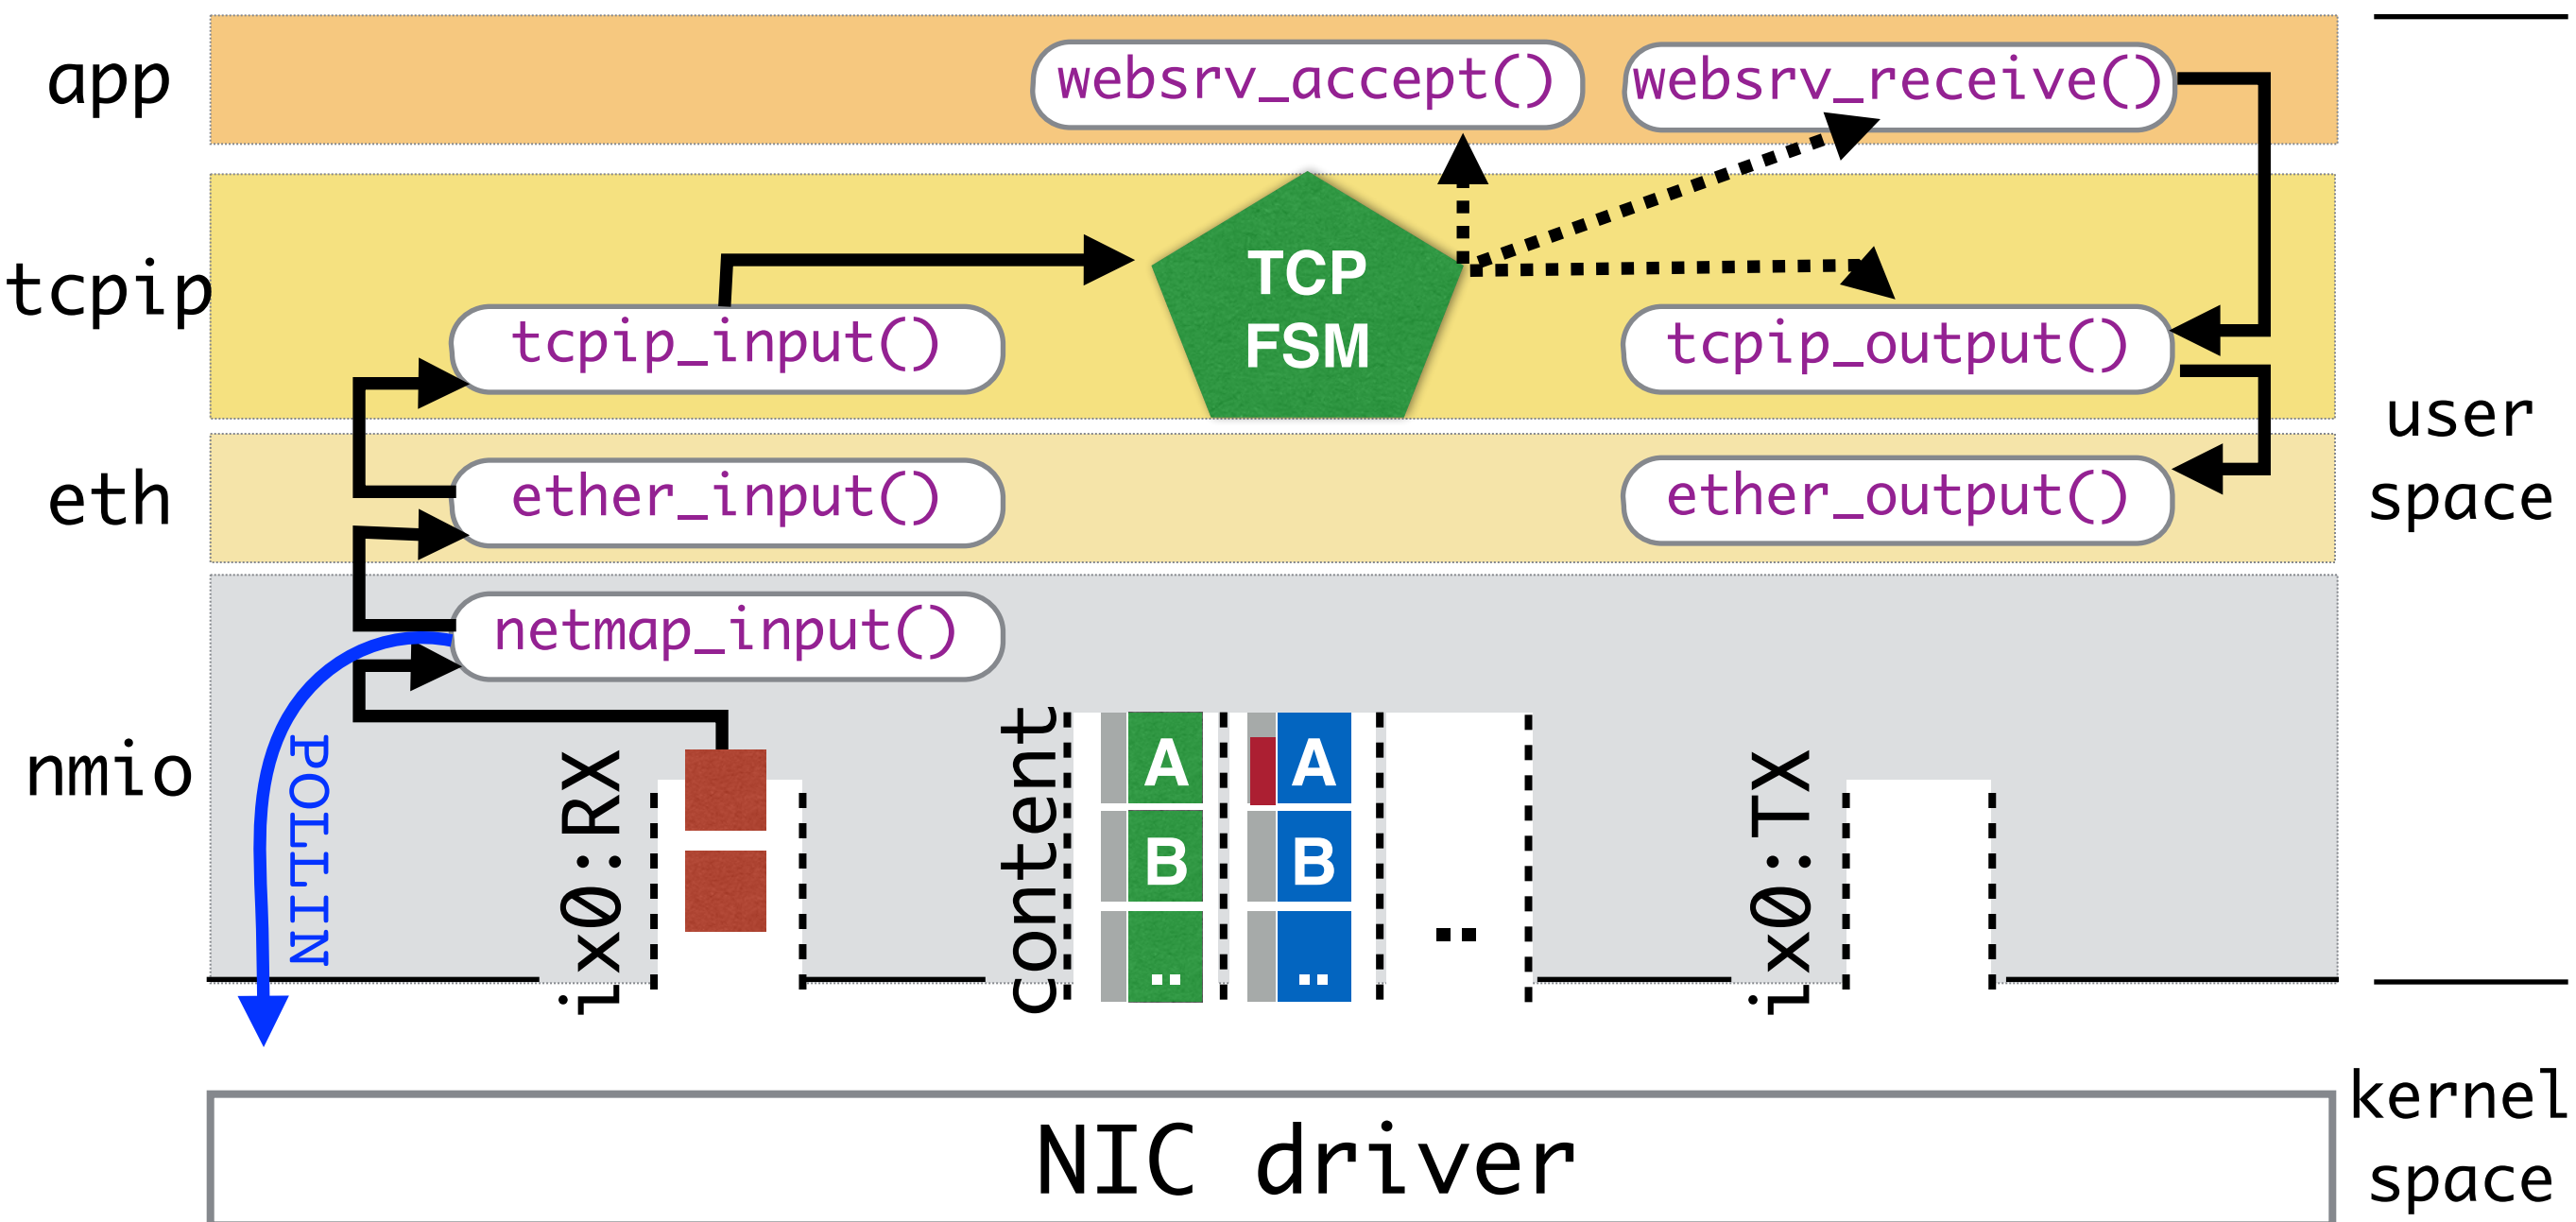 app
websrv_accept()
websrv_receive()
tcpip
TCP
FSM
tcpip_input()
tcpip_output()
user
space
eth
ether_input()
ether_output()
netmap_input()
nmio
POLLIN
ix0:RX
content
A
B
..
A
B
..
..
ix0:TX
NIC driver
kernel
space